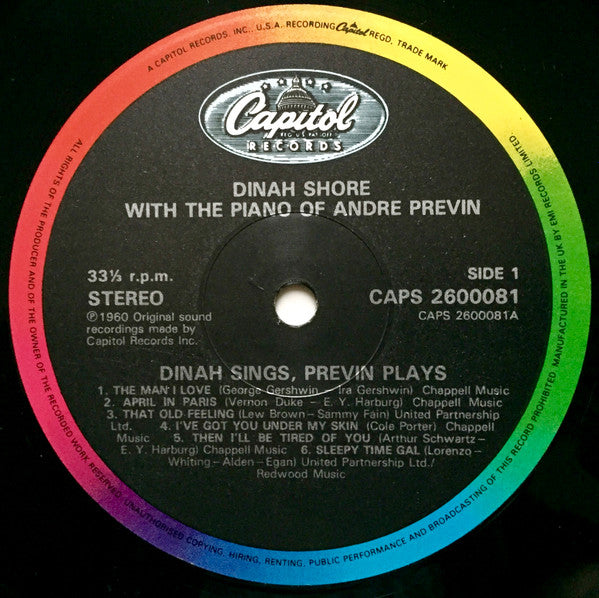 A CAPITOL RECORDS, INC., U.S.A. RECORDING Capitol REGD. TRADE MARK
Capitol
REG. U.S. PAT. OFF.
RECORDS
DINAH SHORE
WITH THE PIANO OF ANDRE PREVIN
33⅓ r.p.m.
STEREO
℗1960 Original sound
recordings made by
Capitol Records Inc.
SIDE 1
CAPS 2600081
CAPS 2600081A
DINAH SINGS, PREVIN PLAYS
1. THE MAN I LOVE (George Gershwin – Ira Gershwin) Chappell Music
2. APRIL IN PARIS (Vernon Duke – E. Y. Harburg) Chappell Music
3. THAT OLD FEELING (Lew Brown – Sammy Fain) United Partnership
Ltd. 4. I'VE GOT YOU UNDER MY SKIN (Cole Porter) Chappell
Music 5. THEN I'LL BE TIRED OF YOU (Arthur Schwartz –
E. Y. Harburg) Chappell Music 6. SLEEPY TIME GAL (Lorenzo –
Whiting – Alden – Egan) United Partnership Ltd./
Redwood Music
ALL RIGHTS OF THE PRODUCER AND OF THE OWNER OF THE RECORDED WORK RESERVED. UNAUTHORISED COPYING, HIRING, RENTING, PUBLIC PERFORMANCE AND BROADCASTING OF THIS RECORD PROHIBITED. MANUFACTURED IN THE UK BY EMI RECORDS LIMITED.